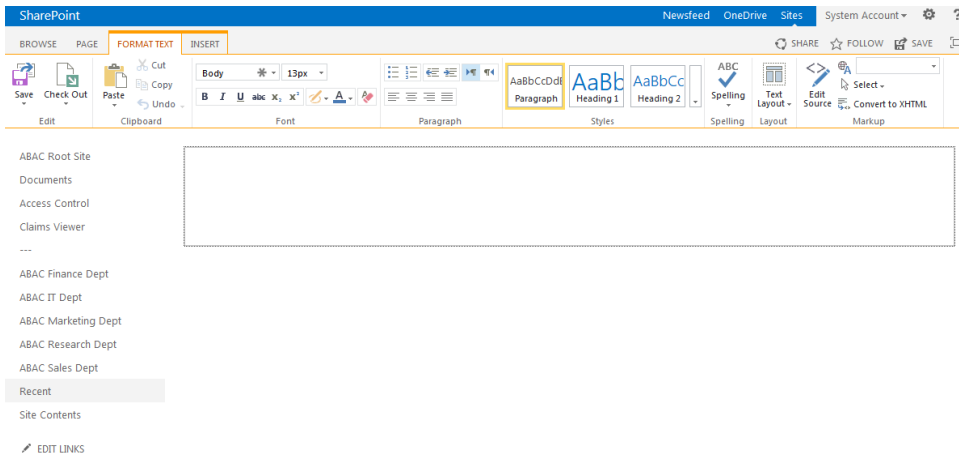 SharePoint Newsfeed OneDrive Sites System Account ?
BROWSE PAGE FORMAT TEXT INSERT SHARE FOLLOW SAVE
Save Check Out Paste Cut Copy Undo
Body 13px
B I U abc X₂ X² A
AaBbCcDdE AaBb AaBbCc
Paragraph Heading 1 Heading 2
ABC Spelling Text Layout Edit Source A Select Convert to XHTML
Edit Clipboard Font Paragraph Styles Spelling Layout Markup
ABAC Root Site
Documents
Access Control
Claims Viewer
---
ABAC Finance Dept
ABAC IT Dept
ABAC Marketing Dept
ABAC Research Dept
ABAC Sales Dept
Recent
Site Contents
EDIT LINKS